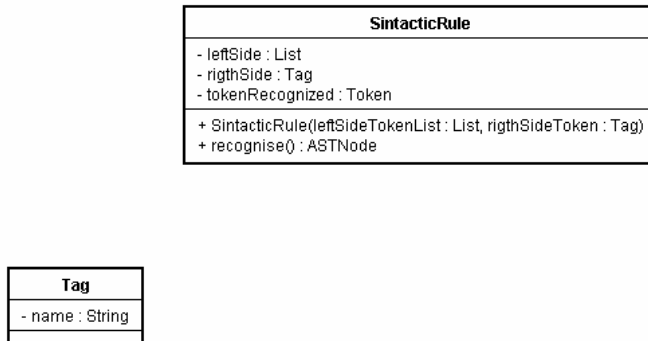 SintacticRule
- leftSide : List
- rigthSide : Tag
- tokenRecognized : Token
+ SintacticRule(leftSideTokenList : List, rigthSideToken : Tag)
+ recognise() : ASTNode
Tag
- name : String